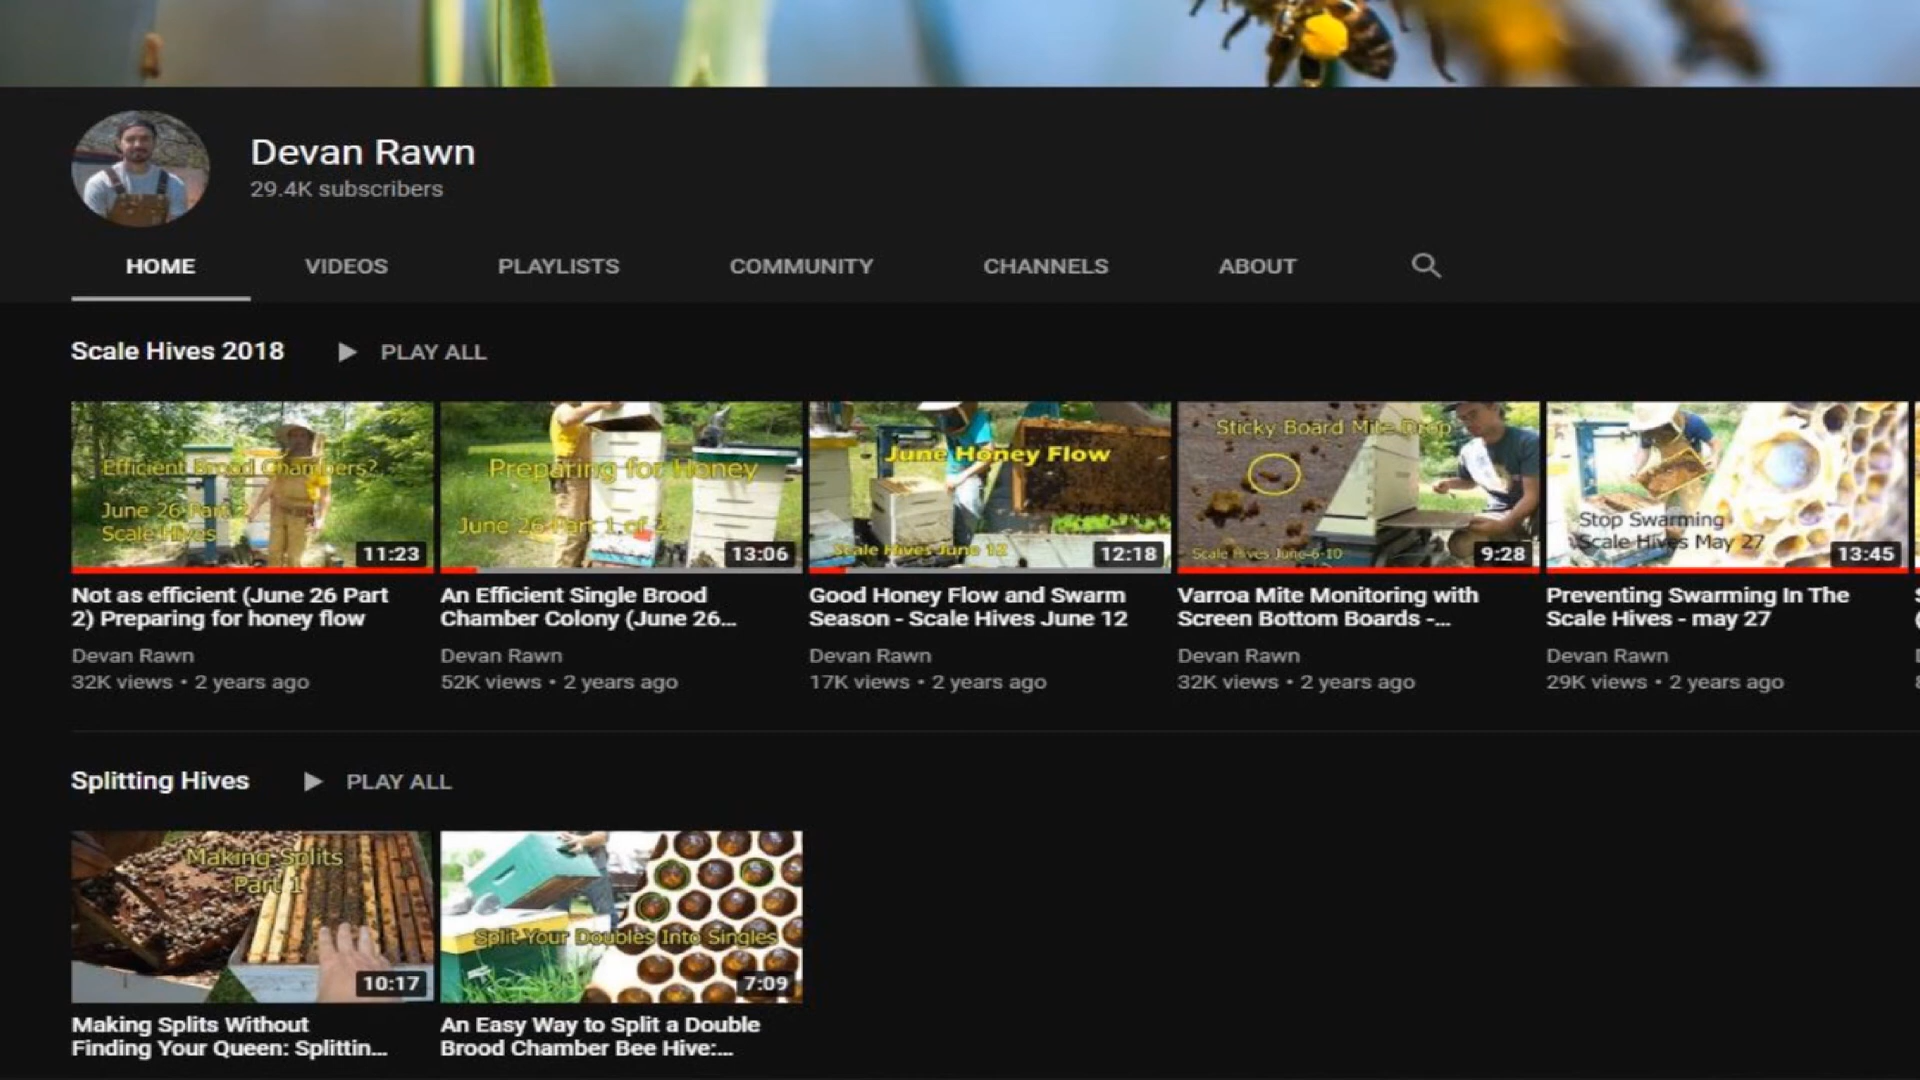 Devan Rawn
29.4K subscribers
HOME VIDEOS PLAYLISTS COMMUNITY CHANNELS ABOUT
Scale Hives 2018 PLAY ALL
Efficient Brood Chambers?
June 26 Part 2
Scale Hives
11:23
Preparing for Honey
June 26 Part 1 of 2
13:06
June Honey Flow
Scale Hives June 12
12:18
Sticky Board Mite Drop
Scale Hives June 6-10
9:28
Stop Swarming
Scale Hives May 27
13:45
Not as efficient (June 26 Part
2) Preparing for honey flow
Devan Rawn
32K views • 2 years ago
An Efficient Single Brood
Chamber Colony (June 26...
Devan Rawn
52K views • 2 years ago
Good Honey Flow and Swarm
Season - Scale Hives June 12
Devan Rawn
17K views • 2 years ago
Varroa Mite Monitoring with
Screen Bottom Boards -...
Devan Rawn
32K views • 2 years ago
Preventing Swarming In The
Scale Hives - may 27
Devan Rawn
29K views • 2 years ago
Splitting Hives PLAY ALL
Making Splits
Part 1
10:17
Split Your Doubles Into Singles
7:09
Making Splits Without
Finding Your Queen: Splittin...
An Easy Way to Split a Double
Brood Chamber Bee Hive:...